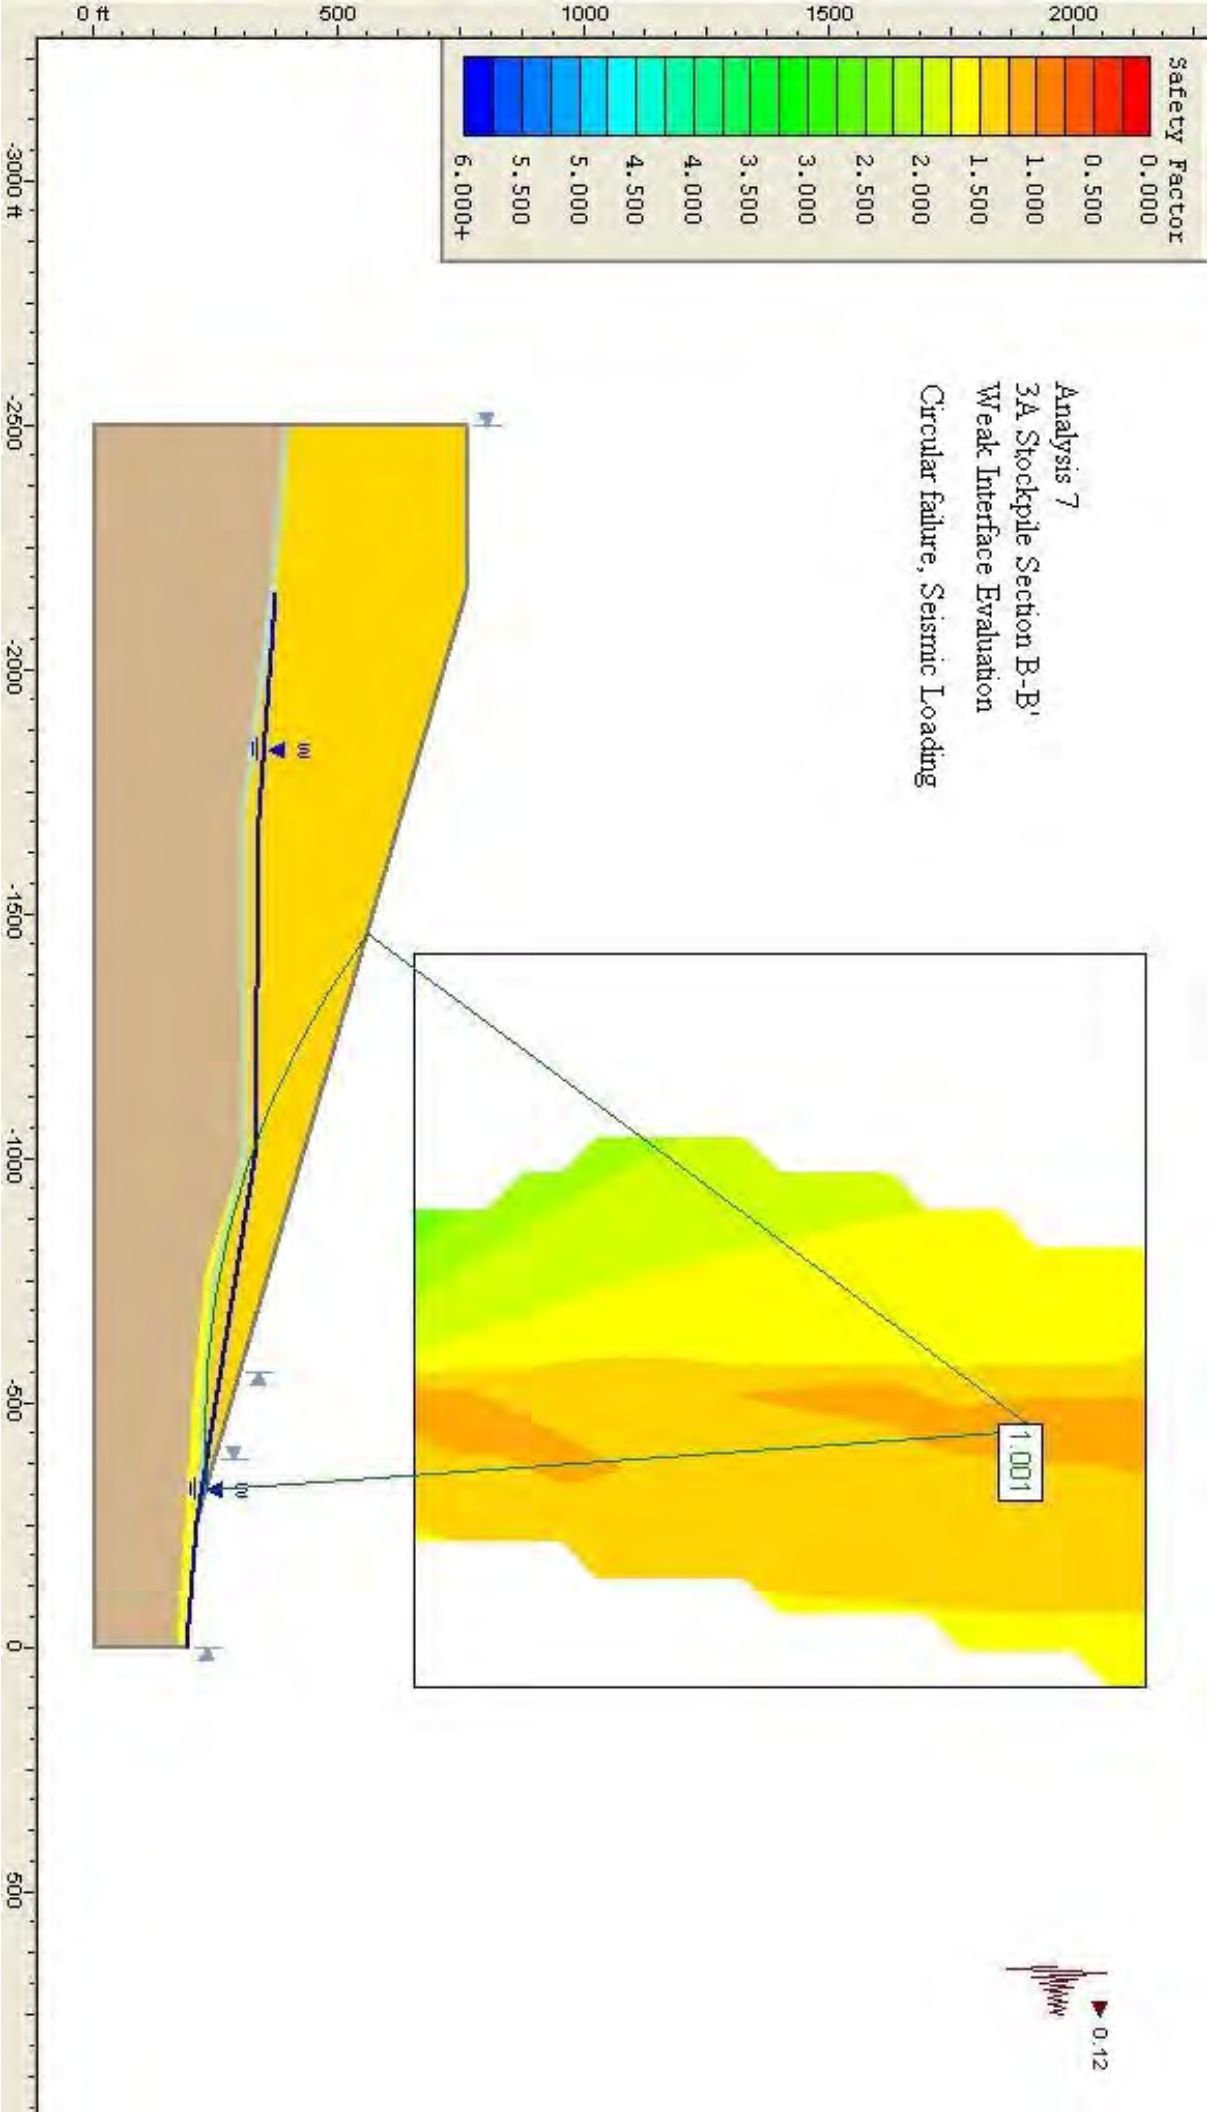 Safety Factor
0.000
0.500
1.000
1.500
2.000
2.500
3.000
3.500
4.000
4.500
5.000
5.500
6.000+
Analysis 7
3A Stockpile Section B-B'
Weak Interface Evaluation
Circular failure, Seismic Loading
0.12
1.001
W
W
0 ft
500
1000
1500
2000
-3000 ft
-2500
-2000
-1500
-1000
-500
0
500